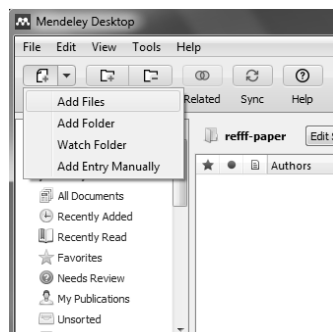 Mendeley Desktop
File Edit View Tools Help
Related Sync Help
Add Files
Add Folder
Watch Folder
Add Entry Manually
refff-paper Edit
Authors
All Documents
Recently Added
Recently Read
Favorites
Needs Review
My Publications
Unsorted